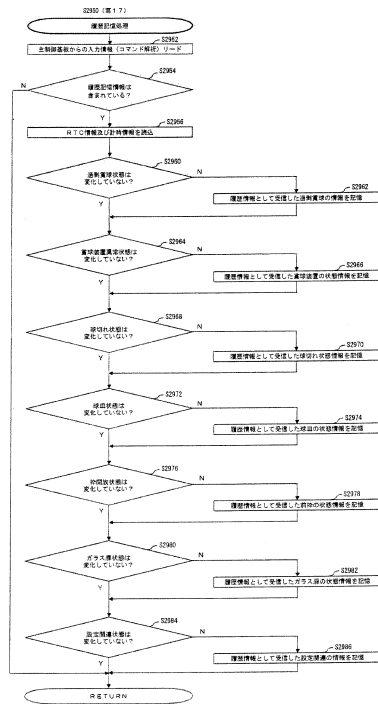 S2950 (第17)
履歴記憶処理
S2952
主制御基板からの入力情報(コマンド解析)リード
S2954
履歴記憶情報は
含まれている?
N
Y
S2956
RTC情報及び計時情報を読込
S2960
過剰賞球状態は
変化していない?
N
Y
S2962
履歴情報として受信した過剰賞球の情報を記憶
S2964
賞球装置異常状態は
変化していない?
N
Y
S2966
履歴情報として受信した賞球装置の状態情報を記憶
S2968
球切れ状態は
変化していない?
N
Y
S2970
履歴情報として受信した球切れ状態情報を記憶
S2972
球皿状態は
変化していない?
N
Y
S2974
履歴情報として受信した球皿の状態情報を記憶
S2976
枠開放状態は
変化していない?
N
Y
S2978
履歴情報として受信した前枠の状態情報を記憶
S2980
ガラス扉状態は
変化していない?
N
Y
S2982
履歴情報として受信したガラス扉の状態情報を記憶
S2984
設定関連状態は
変化していない?
N
Y
S2986
履歴情報として受信した設定関連の情報を記憶
RETURN